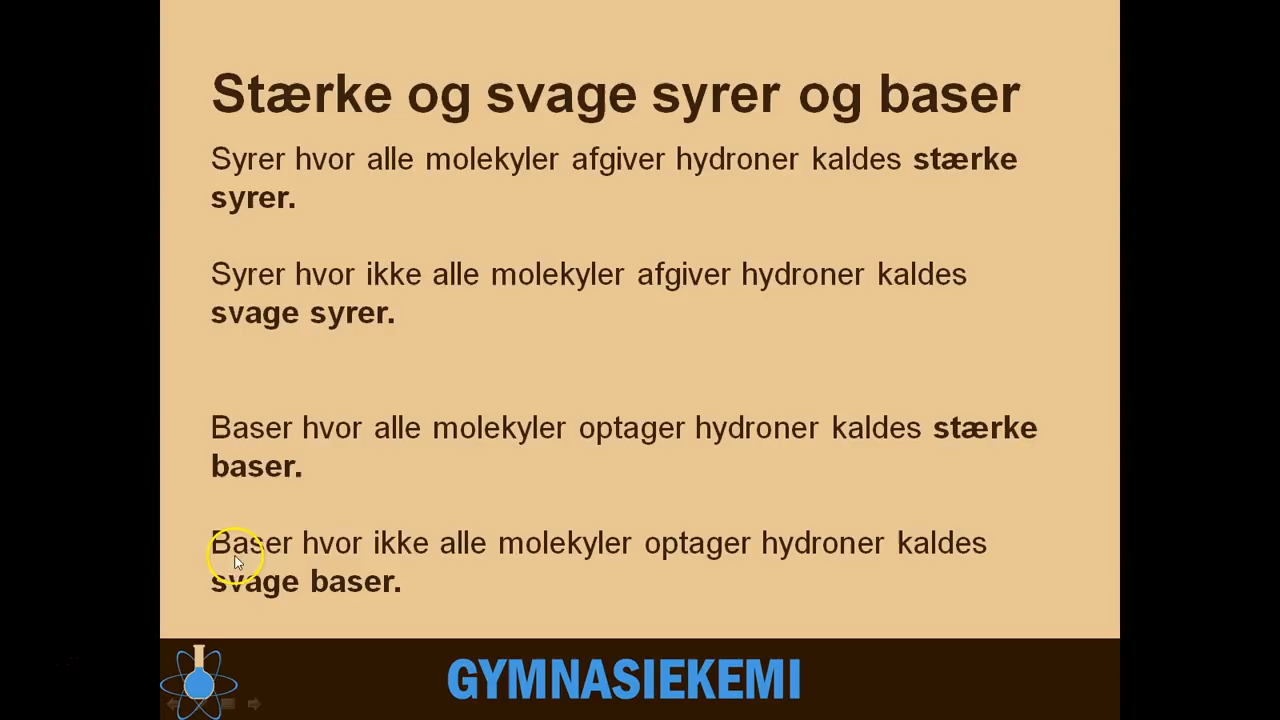 Stærke og svage syrer og baser
Syrer hvor alle molekyler afgiver hydroner kaldes stærke
syrer.
Syrer hvor ikke alle molekyler afgiver hydroner kaldes
svage syrer.
Baser hvor alle molekyler optager hydroner kaldes stærke
baser.
Baser hvor ikke alle molekyler optager hydroner kaldes
svage baser.
GYMNASIEKEMI